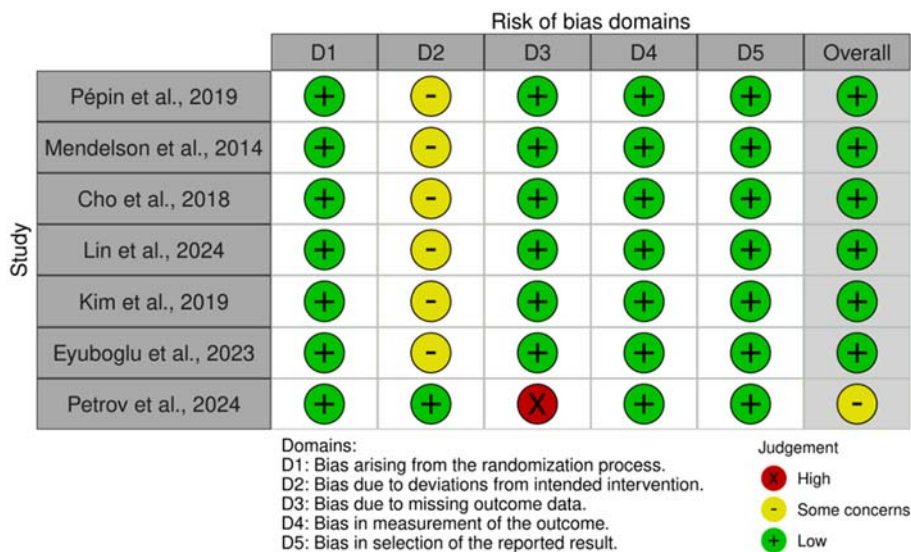 Risk of bias domains
D1 D2 D3 D4 D5 Overall
Study
Pépin et al., 2019 + - + + + +
Mendelson et al., 2014 + - + + + +
Cho et al., 2018 + - + + + +
Lin et al., 2024 + - + + + +
Kim et al., 2019 + - + + + +
Eyuboglu et al., 2023 + - + + + +
Petrov et al., 2024 + + X + + -
Domains:
D1: Bias arising from the randomization process.
D2: Bias due to deviations from intended intervention.
D3: Bias due to missing outcome data.
D4: Bias in measurement of the outcome.
D5: Bias in selection of the reported result.
Judgement
X High
- Some concerns
+ Low